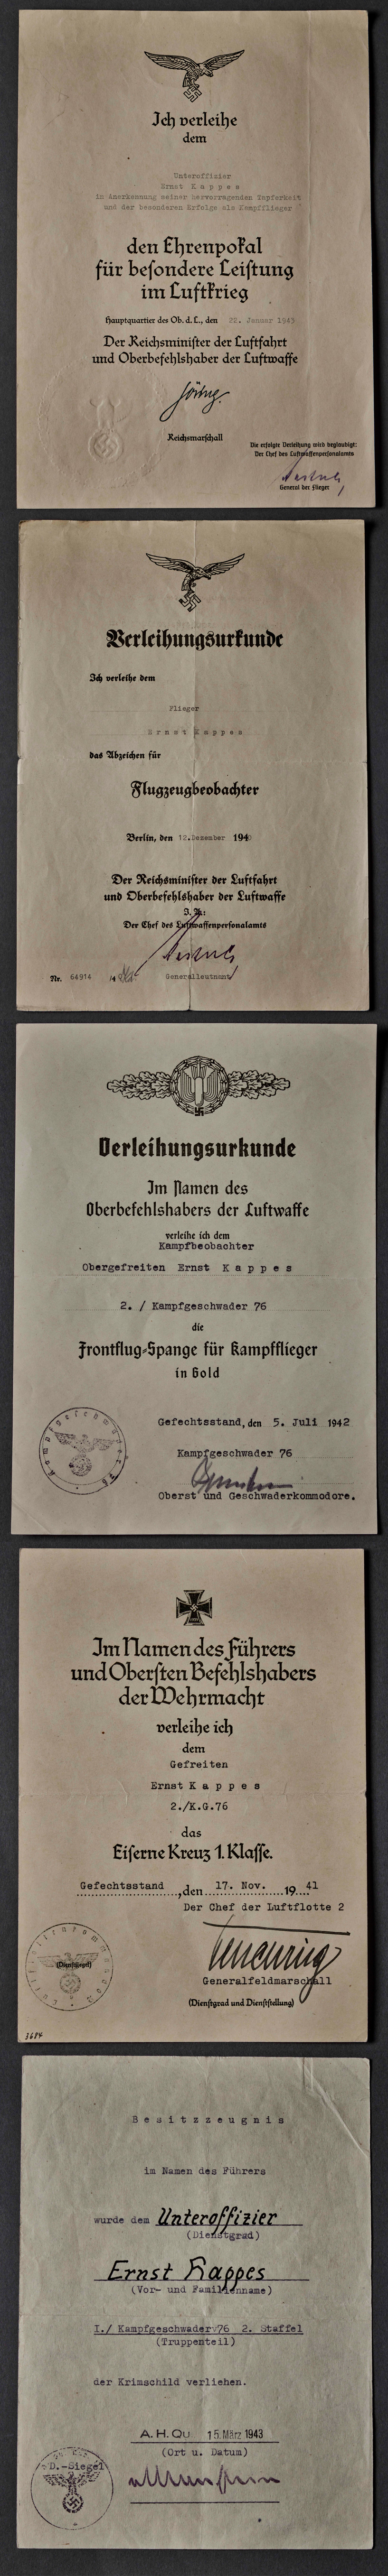 Ich verleihe
dem
Unteroffizier
Ernst Kappes
in Anerkennung seiner hervorragenden Tapferkeit
und der besonderen Erfolge als Kampfflieger
den Ehrenpokal
für besondere Leistung
im Luftkrieg
Hauptquartier des Ob. d. L., den 22. Januar 1943
Der Reichsminister der Luftfahrt
und Oberbefehlshaber der Luftwaffe
Göring
Reichsmarschall
Die erfolgte Verleihung wird beglaubigt:
Der Chef des Luftwaffenpersonalamts
General der Flieger
Verleihungsurkunde
Ich verleihe dem
Flieger
Ernst Kappes
das Abzeichen für
Flugzeugbeobachter
Berlin, den 12.Dezember 1940
Der Reichsminister der Luftfahrt
und Oberbefehlshaber der Luftwaffe
J. A.:
Der Chef des Luftwaffenpersonalamts
Nr. 64914
Generalleutnant
Verleihungsurkunde
Im Namen des
Oberbefehlshabers der Luftwaffe
verleihe ich dem
Kampfbeobachter
Obergefreiten Ernst Kappes
2. / Kampfgeschwader 76
die
Frontflug-Spange für Kampfflieger
in Gold
Gefechtsstand, den 5. Juli 1942
Kampfgeschwader 76
Kampfgeschwader 76
Oberst und Geschwaderkommodore.
Im Namen des Führers
und Obersten Befehlshabers
der Wehrmacht
verleihe ich
dem
Gefreiten
Ernst Kappes
2./K.G.76
das
Eiserne Kreuz 1. Klasse.
Gefechtsstand, den 17. Nov. 19 41
Der Chef der Luftflotte 2
(Dienstsiegel)
Generalfeldmarschall
(Dienstgrad und Dienststellung)
3684
Besitzzeugnis
im Namen des Führers
wurde dem Unteroffizier
(Dienstgrad)
Ernst Kappes
(Vor- und Familienname)
I./ Kampfgeschwader 76 2. Staffel
(Truppenteil)
der Krimschild verliehen.
A. H. Qu 15. März 1943
(Ort u. Datum)
D.-Siegel